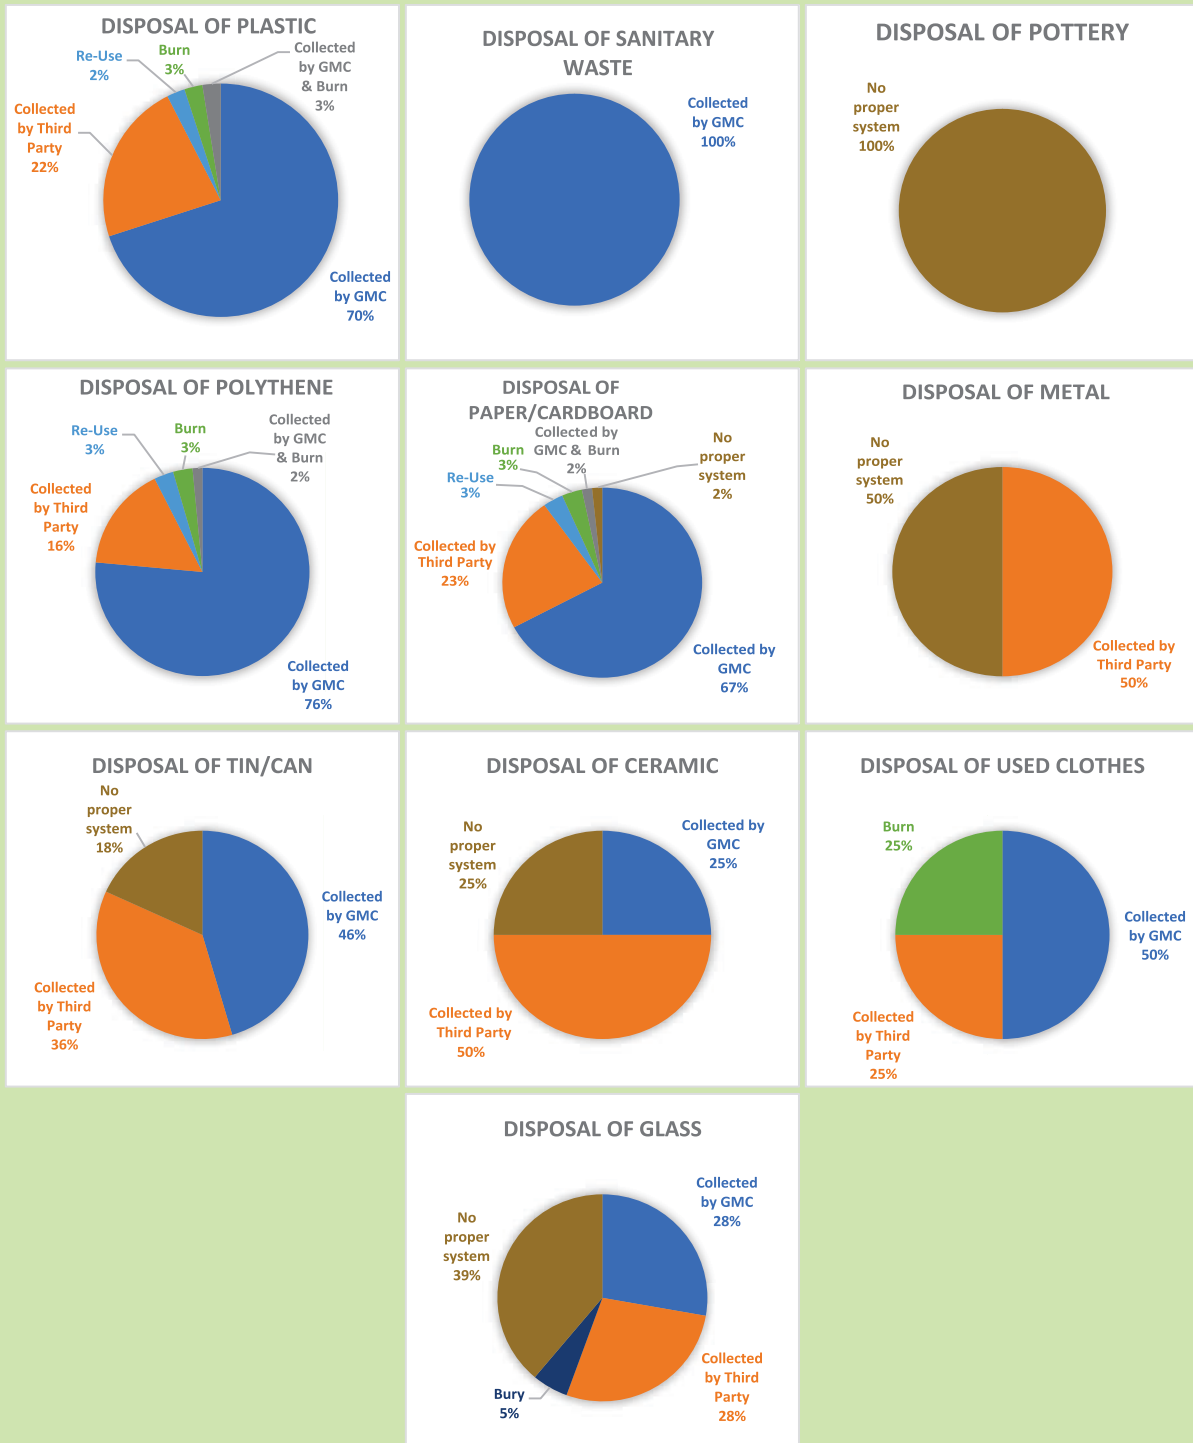 DISPOSAL OF PLASTIC
Re-Use
2%
Burn
3%
Collected
by GMC
& Burn
3%
Collected
by Third
Party
22%
Collected
by GMC
70%
DISPOSAL OF SANITARY
WASTE
Collected
by GMC
100%
DISPOSAL OF POTTERY
No
proper
system
100%
DISPOSAL OF POLYTHENE
Re-Use
3%
Burn
3%
Collected
by GMC
& Burn
2%
Collected
by Third
Party
16%
Collected
by GMC
76%
DISPOSAL OF
PAPER/CARDBOARD
Collected by
GMC & Burn
2%
Burn
3%
Re-Use
3%
No
proper
system
2%
Collected by
Third Party
23%
Collected by
GMC
67%
DISPOSAL OF METAL
No
proper
system
50%
Collected by
Third Party
50%
DISPOSAL OF TIN/CAN
No
proper
system
18%
Collected
by GMC
46%
Collected
by Third
Party
36%
DISPOSAL OF CERAMIC
No
proper
system
25%
Collected by
GMC
25%
Collected by
Third Party
50%
DISPOSAL OF USED CLOTHES
Burn
25%
Collected
by GMC
50%
Collected
by Third
Party
25%
DISPOSAL OF GLASS
Collected
by GMC
28%
No
proper
system
39%
Collected
by Third
Party
28%
Bury
5%